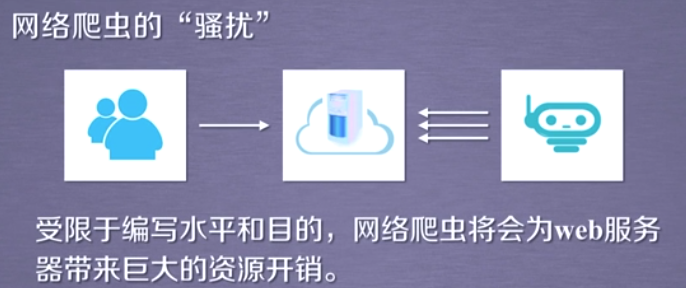 网络爬虫的“骚扰”
受限于编写水平和目的，网络爬虫将会为web服务
器带来巨大的资源开销。